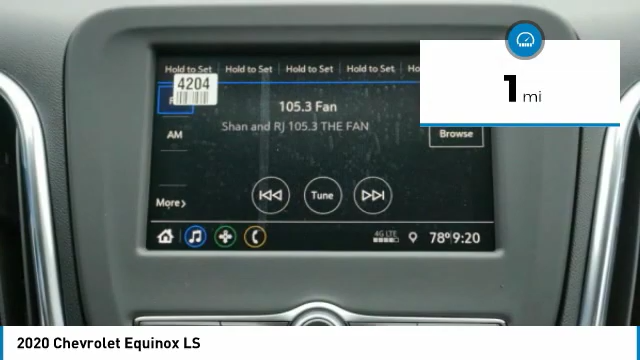 Hold to Set Hold to Set Hold to Set Hold to Set Ho
4204
105.3 Fan
Shan and RJ 105.3 THE FAN
AM
Browse
Tune
More>
4G LTE
78° 9:20
1 mi
2020 Chevrolet Equinox LS